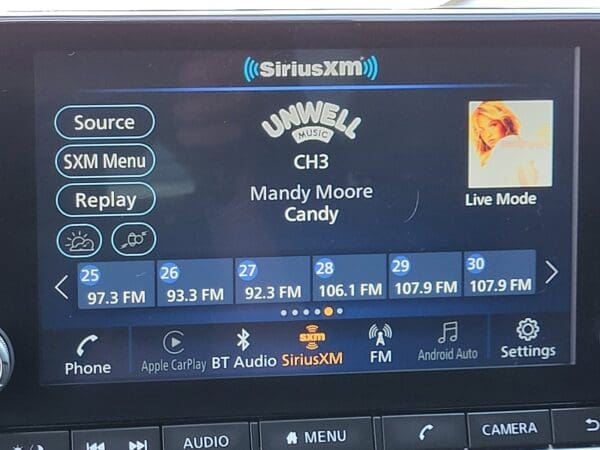 SiriusXM
Source
SXM Menu
Replay
UNWELL
MUSIC
CH3
Mandy Moore
Candy
Live Mode
25
97.3 FM
26
93.3 FM
27
92.3 FM
28
106.1 FM
29
107.9 FM
30
107.9 FM
Phone
Apple CarPlay
BT Audio
sxm
SiriusXM
FM
Android Auto
Settings
AUDIO
MENU
CAMERA